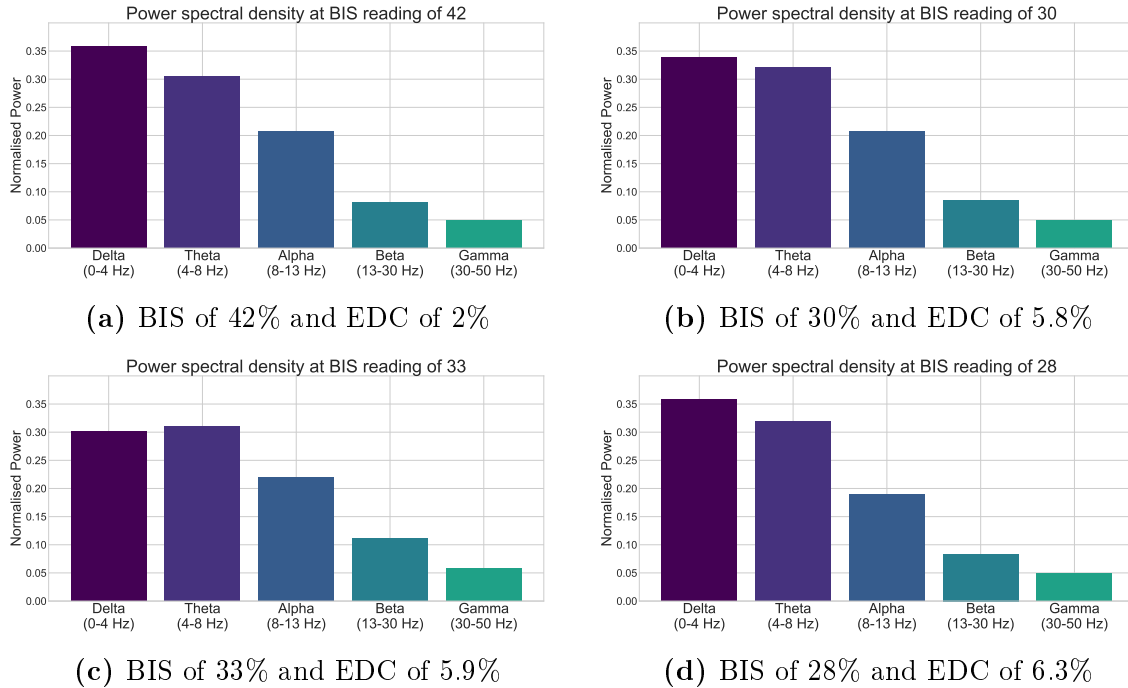 Power spectral density at BIS reading of 42
Normalised Power
0.35
0.30
0.25
0.20
0.15
0.10
0.05
0.00
Delta Theta Alpha Beta Gamma
(0-4 Hz) (4-8 Hz) (8-13 Hz) (13-30 Hz) (30-50 Hz)
(a) BIS of 42% and EDC of 2%
Power spectral density at BIS reading of 30
Normalised Power
0.35
0.30
0.25
0.20
0.15
0.10
0.05
0.00
Delta Theta Alpha Beta Gamma
(0-4 Hz) (4-8 Hz) (8-13 Hz) (13-30 Hz) (30-50 Hz)
(b) BIS of 30% and EDC of 5.8%
Power spectral density at BIS reading of 33
Normalised Power
0.35
0.30
0.25
0.20
0.15
0.10
0.05
0.00
Delta Theta Alpha Beta Gamma
(0-4 Hz) (4-8 Hz) (8-13 Hz) (13-30 Hz) (30-50 Hz)
(c) BIS of 33% and EDC of 5.9%
Power spectral density at BIS reading of 28
Normalised Power
0.35
0.30
0.25
0.20
0.15
0.10
0.05
0.00
Delta Theta Alpha Beta Gamma
(0-4 Hz) (4-8 Hz) (8-13 Hz) (13-30 Hz) (30-50 Hz)
(d) BIS of 28% and EDC of 6.3%